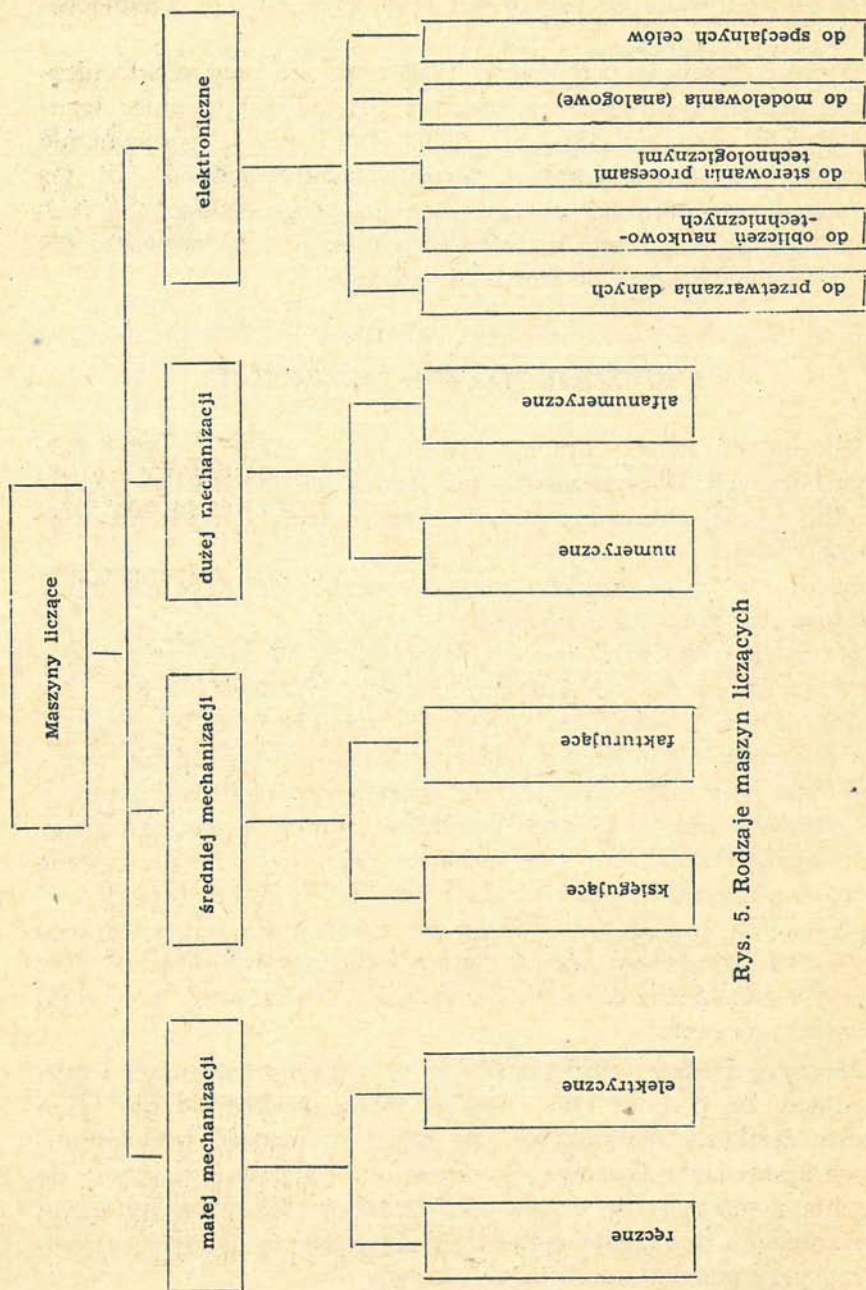 Maszyny liczące
małej mechanizacji
średniej mechanizacji
dużej mechanizacji
elektroniczne
ręczne
elektryczne
księgujące
fakturujące
numeryczne
alfanumeryczne
do przetwarzania danych
do obliczeń naukowo-
-technicznych
do sterowania procesami
technologicznymi
do modelowania (analogowe)
do specjalnych celów
Rys. 5. Rodzaje maszyn liczących